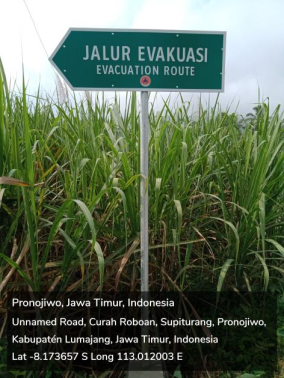 JALUR EVAKUASI
EVACUATION ROUTE
Pronojiwo, Jawa Timur, Indonesia
Unnamed Road, Curah Roboan, Supiturang, Pronojiwo,
Kabupatén Lumajang, Jawa Timur, Indonesia
Lat -8.173657 S Long 113.012003 E